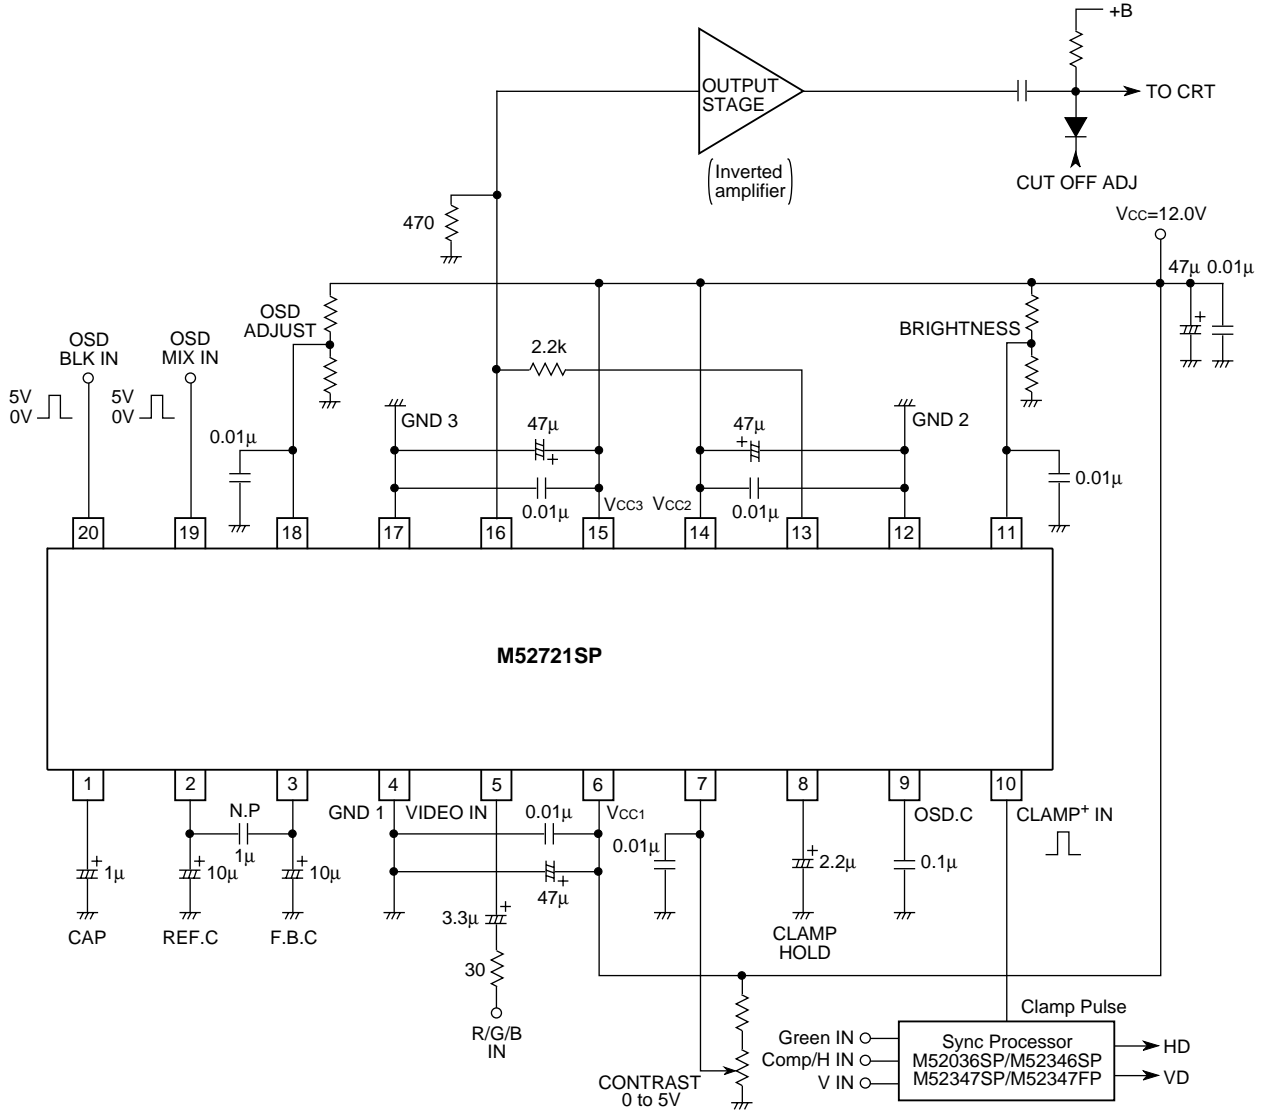 +B
OUTPUT
STAGE
TO CRT
(Inverted
amplifier)
CUT OFF ADJ
470
VCC=12.0V
47μ 0.01μ
OSD
ADJUST
BRIGHTNESS
OSD
BLK IN
OSD
MIX IN
2.2k
5V
0V
5V
0V
GND 3
GND 2
0.01μ
47μ
+
47μ
+
0.01μ
0.01μ
VCC3
VCC2
0.01μ
+
20
19
18
17
16
15
14
13
12
11
M52721SP
1
2
3
4
5
6
7
8
9
10
N.P
GND 1
VIDEO IN
0.01μ
VCC1
OSD.C
CLAMP+ IN
1μ
0.01μ
+
1μ
+
10μ
+
10μ
+
47μ
+
2.2μ
0.1μ
3.3μ
+
CAP
REF.C
F.B.C
CLAMP
HOLD
30
R/G/B
IN
Clamp Pulse
Green IN
Comp/H IN
V IN
Sync Processor
M52036SP/M52346SP
M52347SP/M52347FP
HD
VD
CONTRAST
0 to 5V